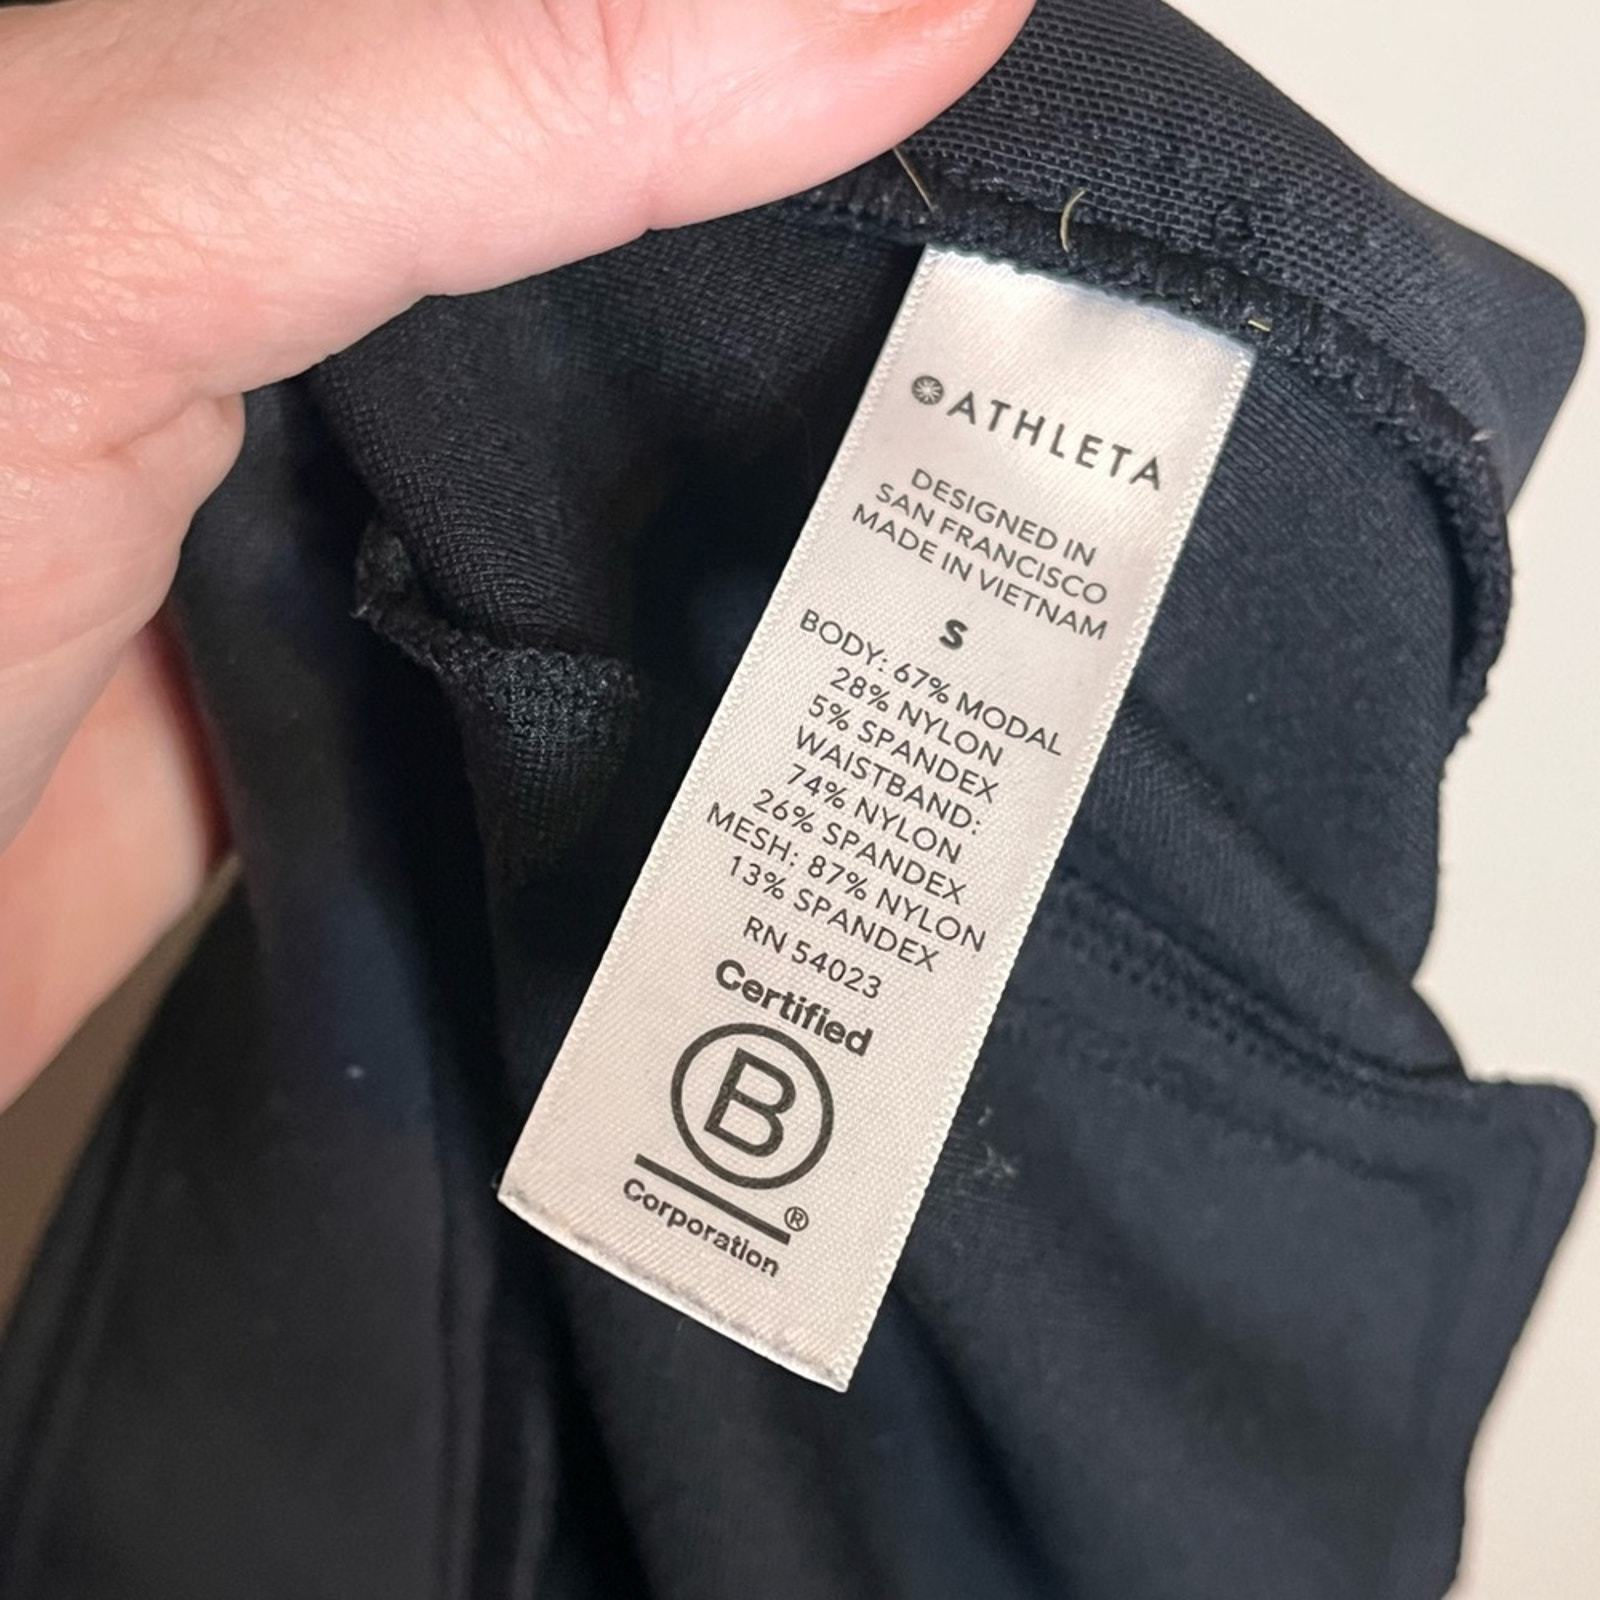 ATHLETA
DESIGNED IN
SAN FRANCISCO
MADE IN VIETNAM
S
BODY: 67% MODAL
28% NYLON
5% SPANDEX
WAISTBAND:
74% NYLON
26% SPANDEX
MESH: 87% NYLON
13% SPANDEX
RN 54023
Certified
B
®
Corporation